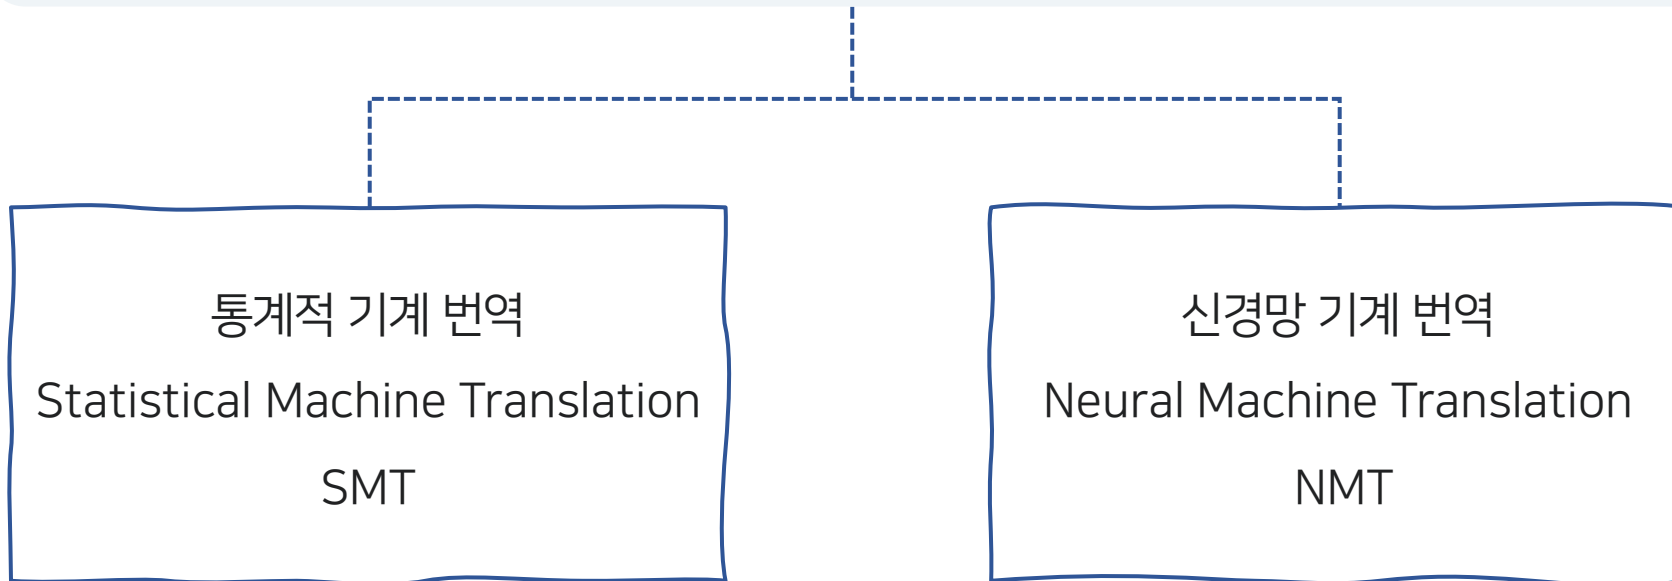 통계적 기계 번역
Statistical Machine Translation
SMT
신경망 기계 번역
Neural Machine Translation
NMT